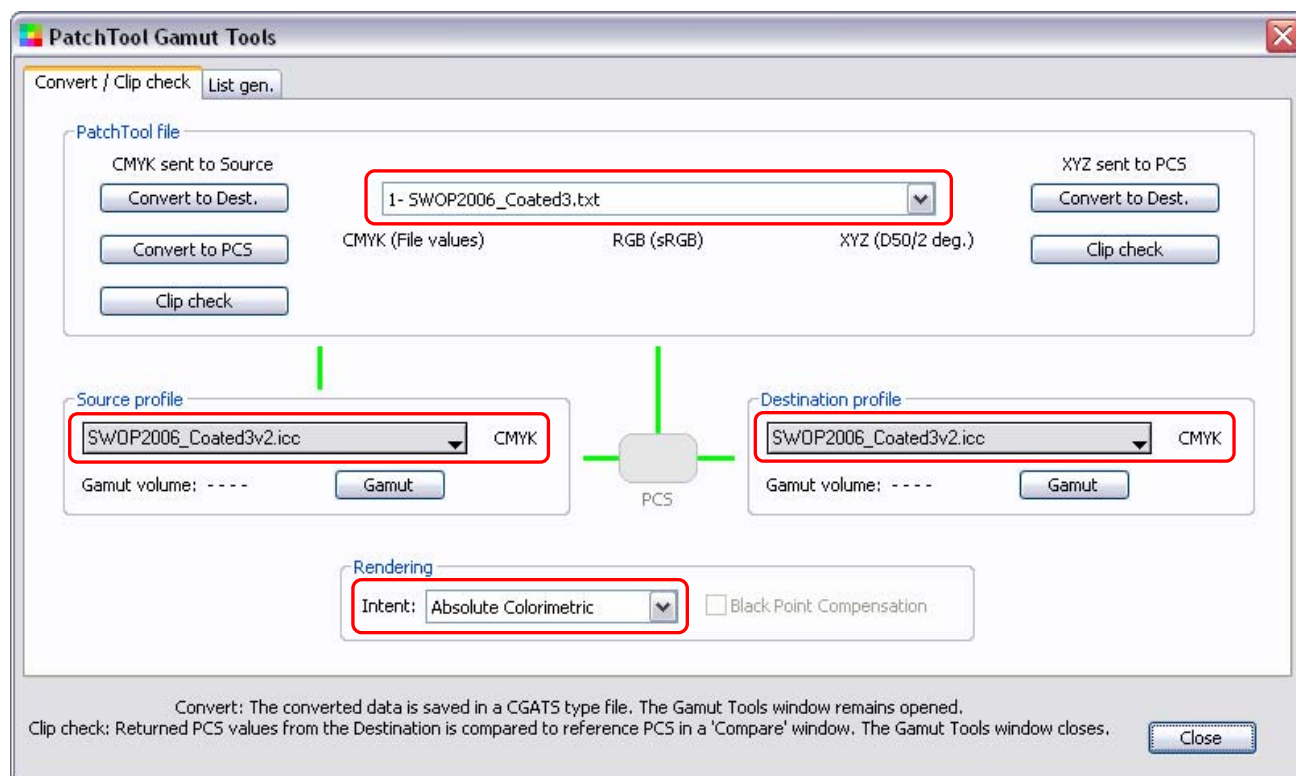 PatchTool Gamut Tools
Convert / Clip check
List gen.
PatchTool file
CMYK sent to Source
XYZ sent to PCS
Convert to Dest.
1- SWOP2006_Coated3.txt
Convert to Dest.
Convert to PCS
CMYK (File values)
RGB (sRGB)
XYZ (D50/2 deg.)
Clip check
Clip check
Source profile
SWOP2006_Coated3v2.icc
CMYK
Gamut volume: - - - -
Gamut
PCS
Destination profile
SWOP2006_Coated3v2.icc
CMYK
Gamut volume: - - - -
Gamut
Rendering
Intent:
Absolute Colorimetric
Black Point Compensation
Convert: The converted data is saved in a CGATS type file. The Gamut Tools window remains opened.
Clip check: Returned PCS values from the Destination is compared to reference PCS in a 'Compare' window. The Gamut Tools window closes.
Close